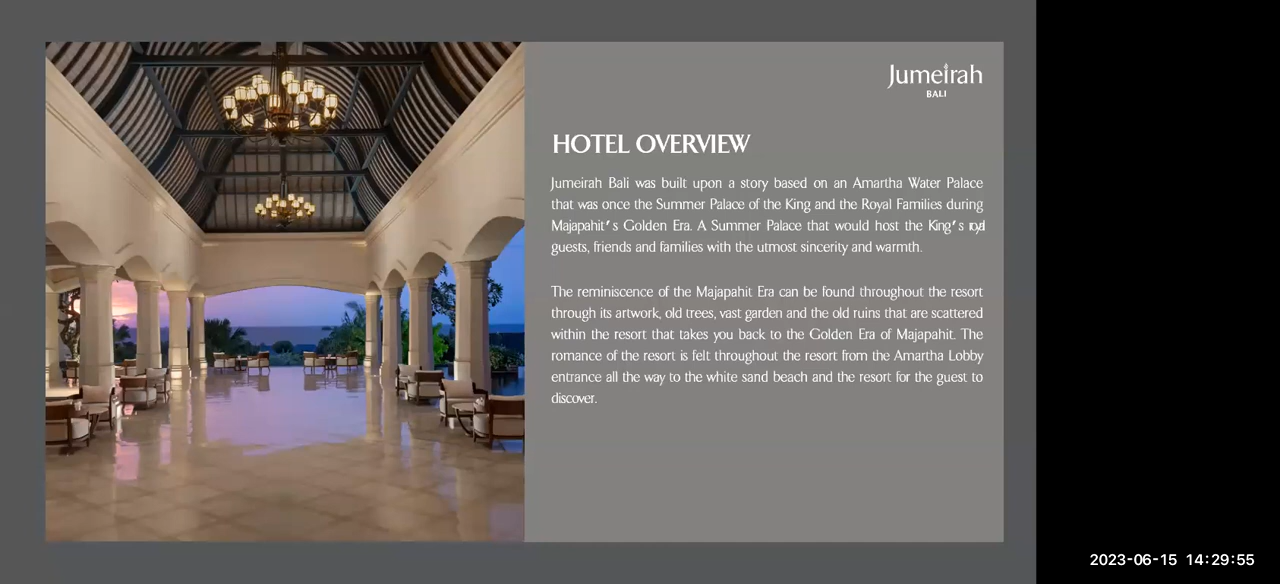 Jumeirah
BALI
HOTEL OVERVIEW
Jumeirah Bali was built upon a story based on an Amartha Water Palace
that was once the Summer Palace of the King and the Royal Families during
Majapahit's Golden Era. A Summer Palace that would host the King's royal
guests, friends and families with the utmost sincerity and warmth.
The reminiscence of the Majapahit Era can be found throughout the resort
through its artwork, old trees, vast garden and the old ruins that are scattered
within the resort that takes you back to the Golden Era of Majapahit. The
romance of the resort is felt throughout the resort from the Amartha Lobby
entrance all the way to the white sand beach and the resort for the guest to
discover.
2023-06-15 14:29:55